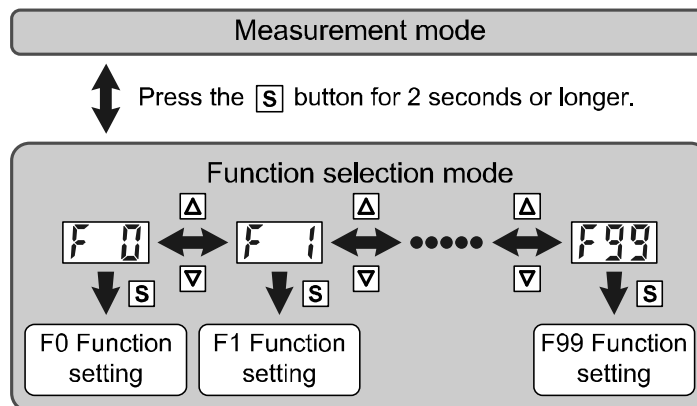 Measurement mode
Press the S button for 2 seconds or longer.
Function selection mode
△ △ △
F 0 F 1 ••••• F99
▽ ▽ ▽
S S S
F0 Function setting
F1 Function setting
F99 Function setting